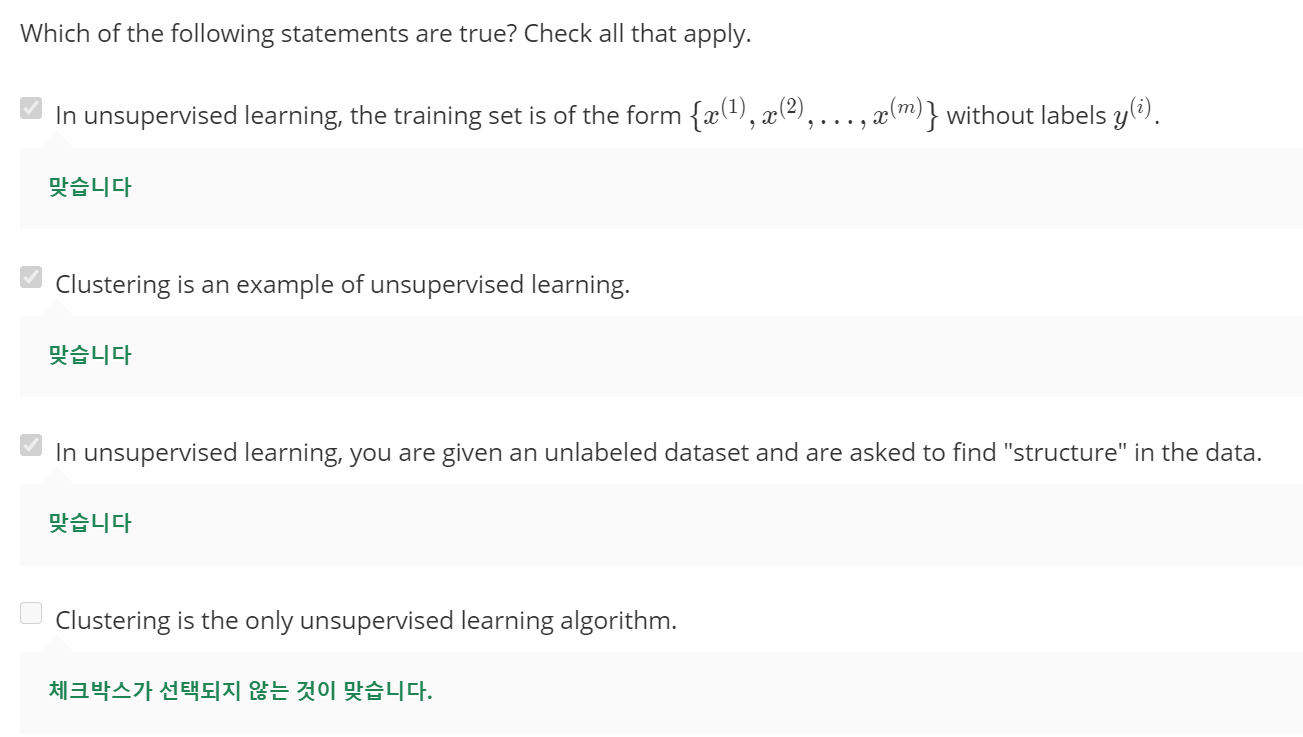 Which of the following statements are true? Check all that apply.
In unsupervised learning, the training set is of the form {x⁽¹⁾, x⁽²⁾, . . . , x⁽ᵐ⁾} without labels y⁽ⁱ⁾.
맞습니다
Clustering is an example of unsupervised learning.
맞습니다
In unsupervised learning, you are given an unlabeled dataset and are asked to find "structure" in the data.
맞습니다
Clustering is the only unsupervised learning algorithm.
체크박스가 선택되지 않는 것이 맞습니다.